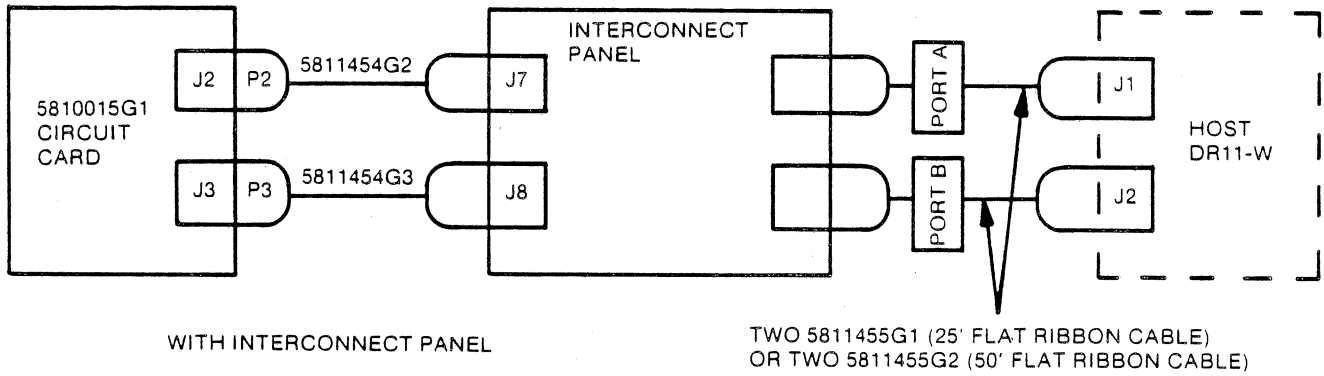 5810015G1
CIRCUIT
CARD
J2
P2
5811454G2
J7
J3
P3
5811454G3
J8
INTERCONNECT
PANEL
PORT A
PORT B
J1
J2
HOST
DR11-W
WITH INTERCONNECT PANEL
TWO 5811455G1 (25' FLAT RIBBON CABLE)
OR TWO 5811455G2 (50' FLAT RIBBON CABLE)